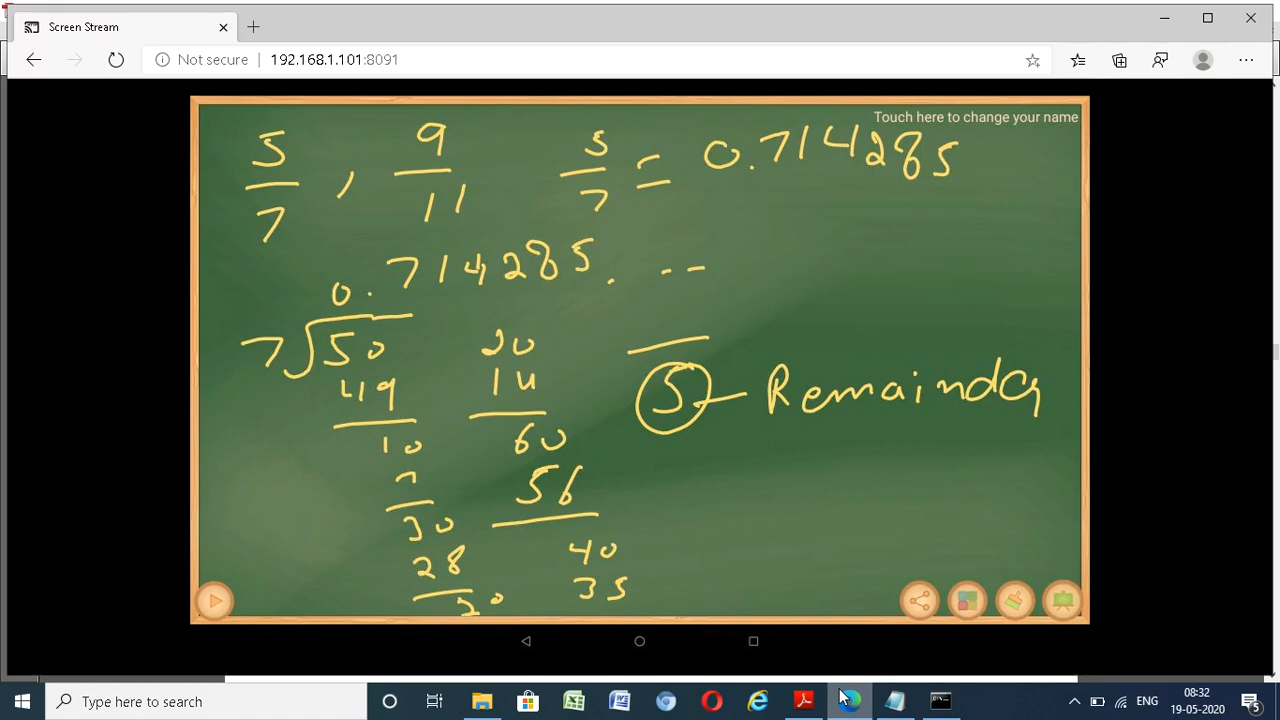 Screen Stream
Not secure | 192.168.1.101:8091
Touch here to change your name
5/7 , 9/11 5/7 = 0.714285
0.714285. --
7 50
49
10
7
30
28
20
20
14
60
56
40
35
5 - Remainder
Type here to search
ENG
08:32
19-05-2020
5